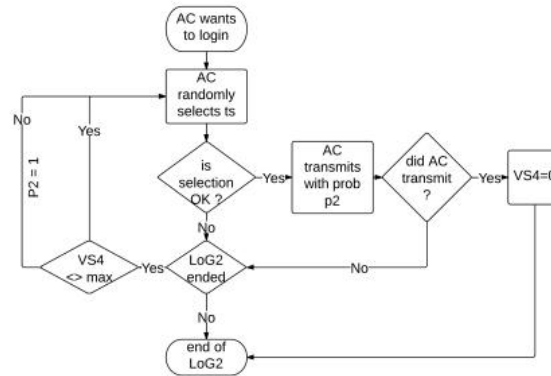 AC wants
to login
AC
randomly
selects ts
No
Yes
P2 = 1
is
selection
OK ?
Yes
AC
transmits
with prob
p2
did AC
transmit
?
Yes
VS4=0
No
VS4
<> max
Yes
LoG2
ended
No
No
end of
LoG2